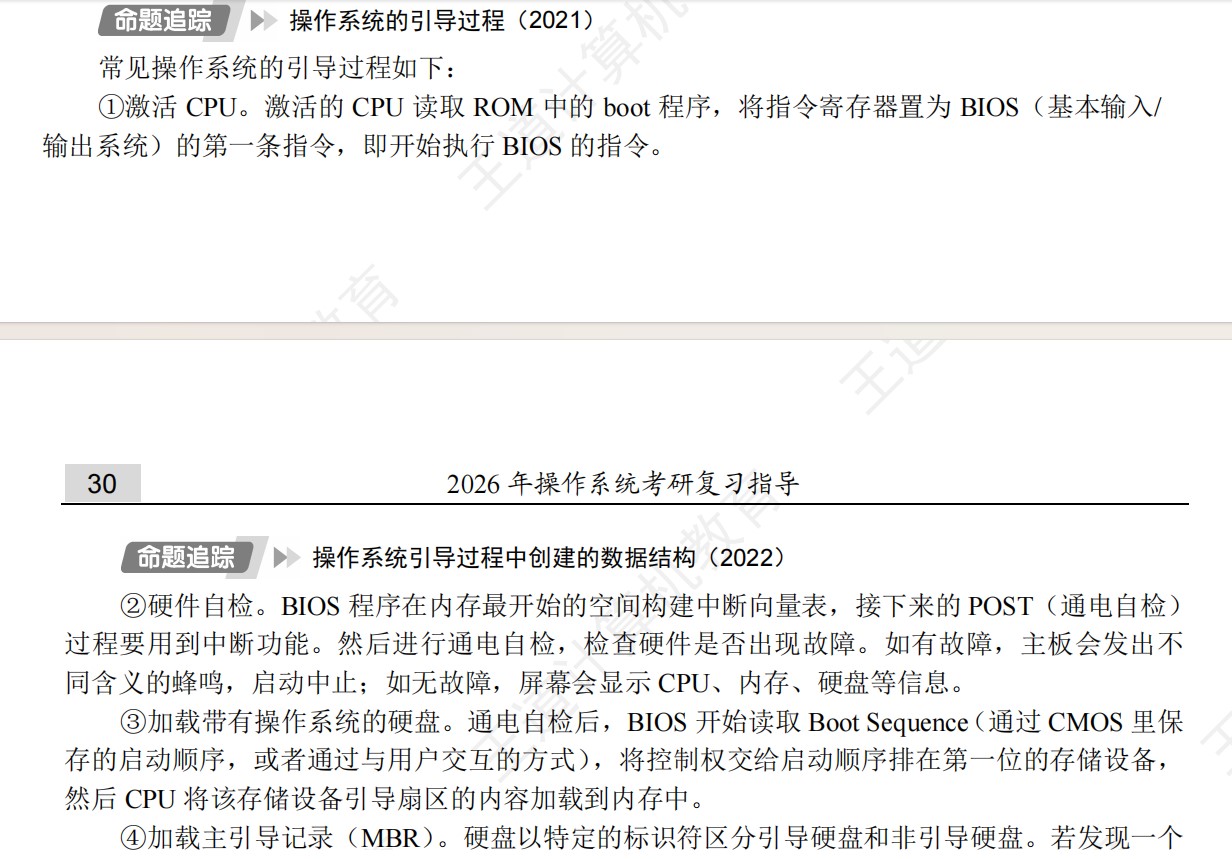 命题追踪 操作系统的引导过程（2021）
常见操作系统的引导过程如下：
①激活 CPU。激活的 CPU 读取 ROM 中的 boot 程序，将指令寄存器置为 BIOS（基本输入/
输出系统）的第一条指令，即开始执行 BIOS 的指令。
30 2026 年操作系统考研复习指导
命题追踪 操作系统引导过程中创建的数据结构（2022）
②硬件自检。BIOS 程序在内存最开始的空间构建中断向量表，接下来的 POST（通电自检）
过程要用到中断功能。然后进行通电自检，检查硬件是否出现故障。如有故障，主板会发出不
同含义的蜂鸣，启动中止；如无故障，屏幕会显示 CPU、内存、硬盘等信息。
③加载带有操作系统的硬盘。通电自检后，BIOS 开始读取 Boot Sequence（通过 CMOS 里保
存的启动顺序，或者通过与用户交互的方式），将控制权交给启动顺序排在第一位的存储设备，
然后 CPU 将该存储设备引导扇区的内容加载到内存中。
④加载主引导记录（MBR）。硬盘以特定的标识符区分引导硬盘和非引导硬盘。若发现一个
王道计算机
教育
王道
王道计算机教育